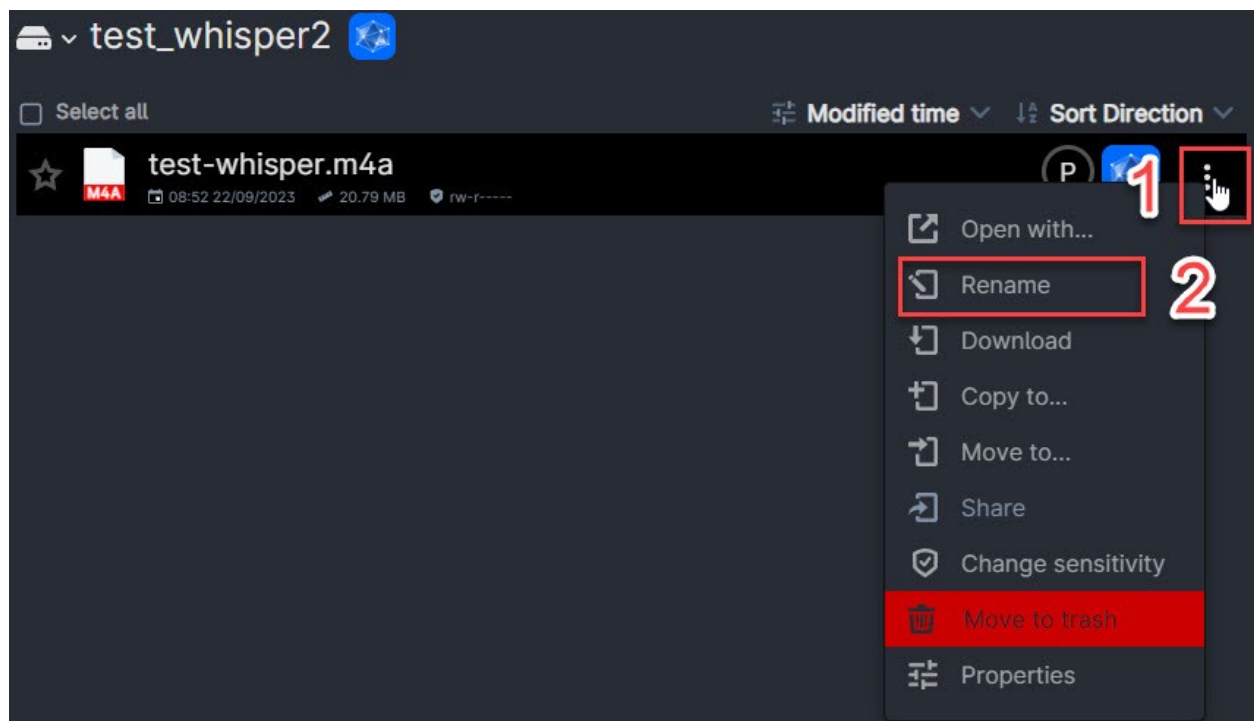 test_whisper2
Select all Modified time Sort Direction
test-whisper.m4a P 1
M4A 08:52 22/09/2023 20.79 MB rw-r-----
Open with...
Rename 2
Download
Copy to...
Move to...
Share
Change sensitivity
Move to trash
Properties